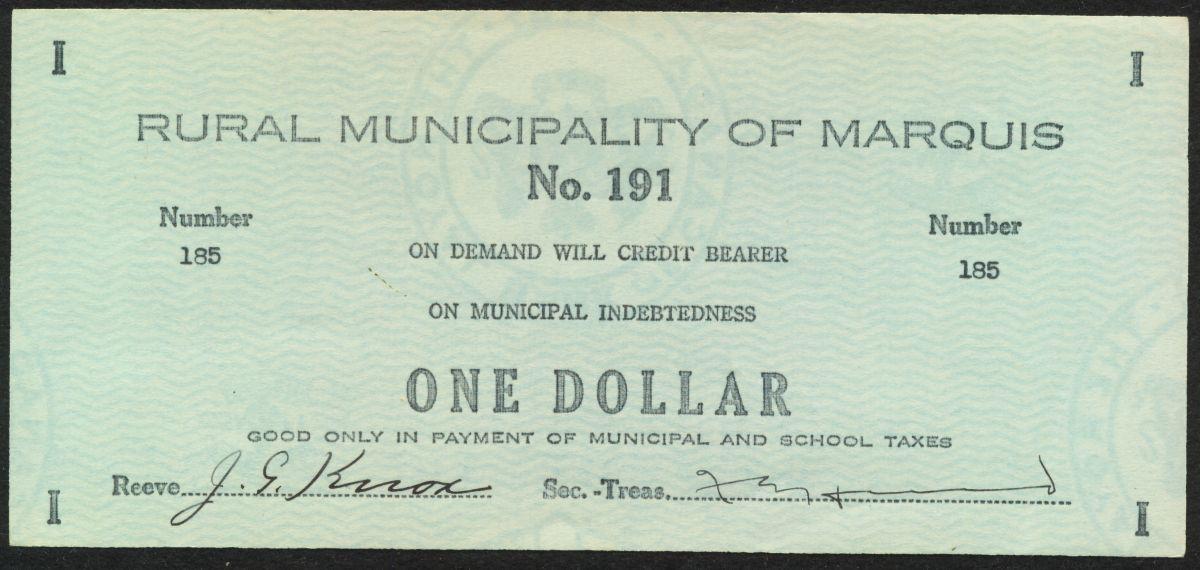 I I
RURAL MUNICIPALITY OF MARQUIS
No. 191
Number Number
185 185
ON DEMAND WILL CREDIT BEARER
ON MUNICIPAL INDEBTEDNESS
ONE DOLLAR
GOOD ONLY IN PAYMENT OF MUNICIPAL AND SCHOOL TAXES
Reeve J. G. Knox Sec.-Treas.
I I